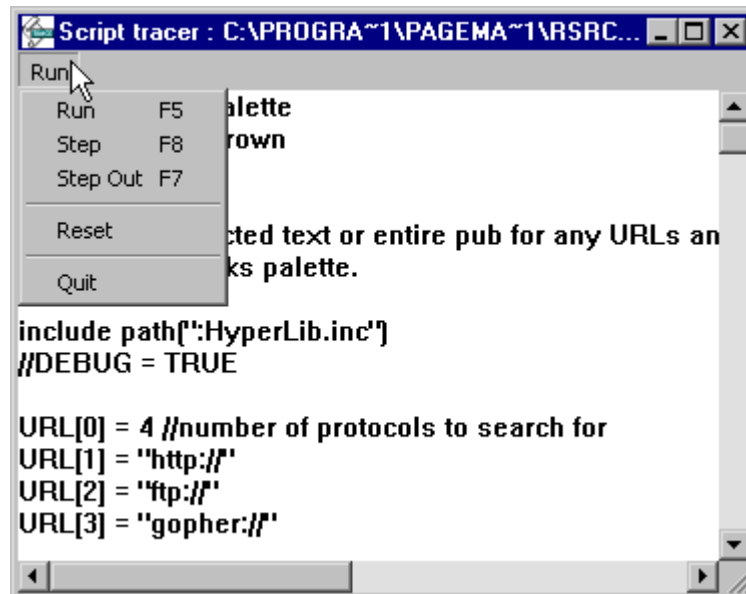 Script tracer : C:\PROGRA~1\PAGEMA~1\RSRC...
Run
Run F5
Step F8
Step Out F7
Reset
Quit
alette
rown
cted text or entire pub for any URLs an
ks palette.
include path(":HyperLib.inc")
//DEBUG = TRUE
URL[0] = 4 //number of protocols to search for
URL[1] = "http://"
URL[2] = "ftp://"
URL[3] = "gopher://"